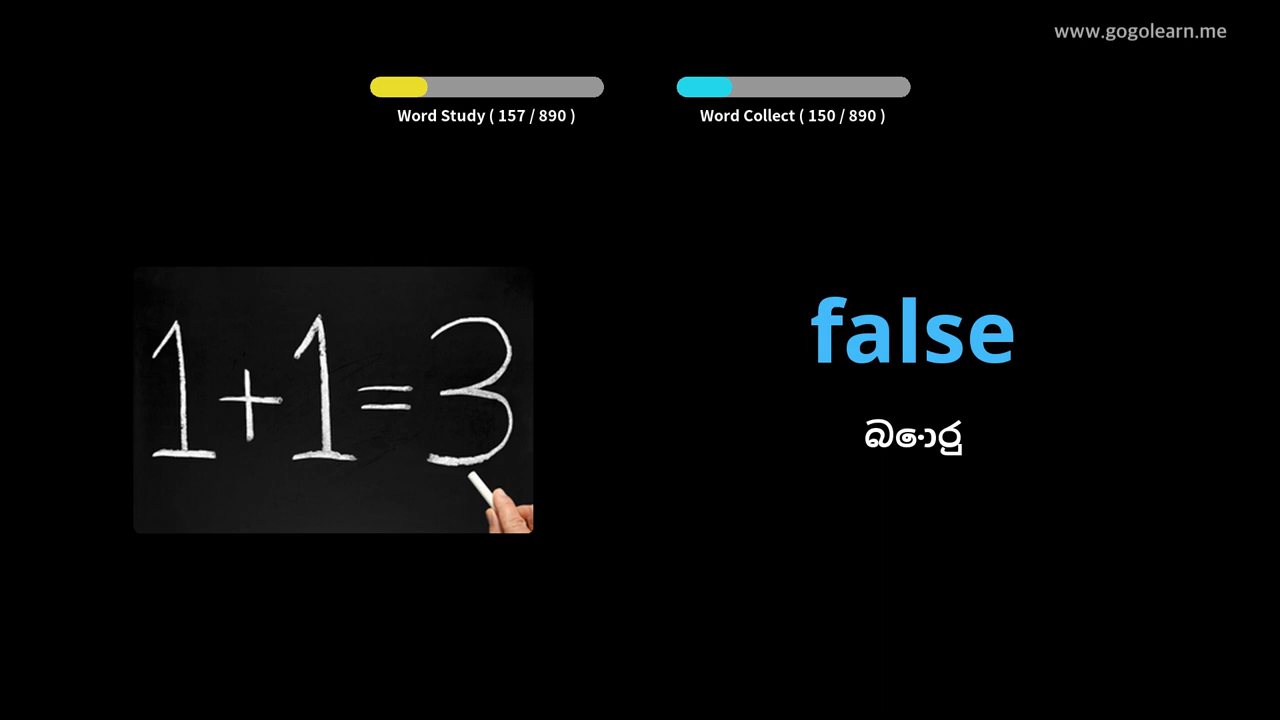 www.gogolearn.me
Word Study ( 157 / 890 )
Word Collect ( 150 / 890 )
1+1=3
false
බොරු